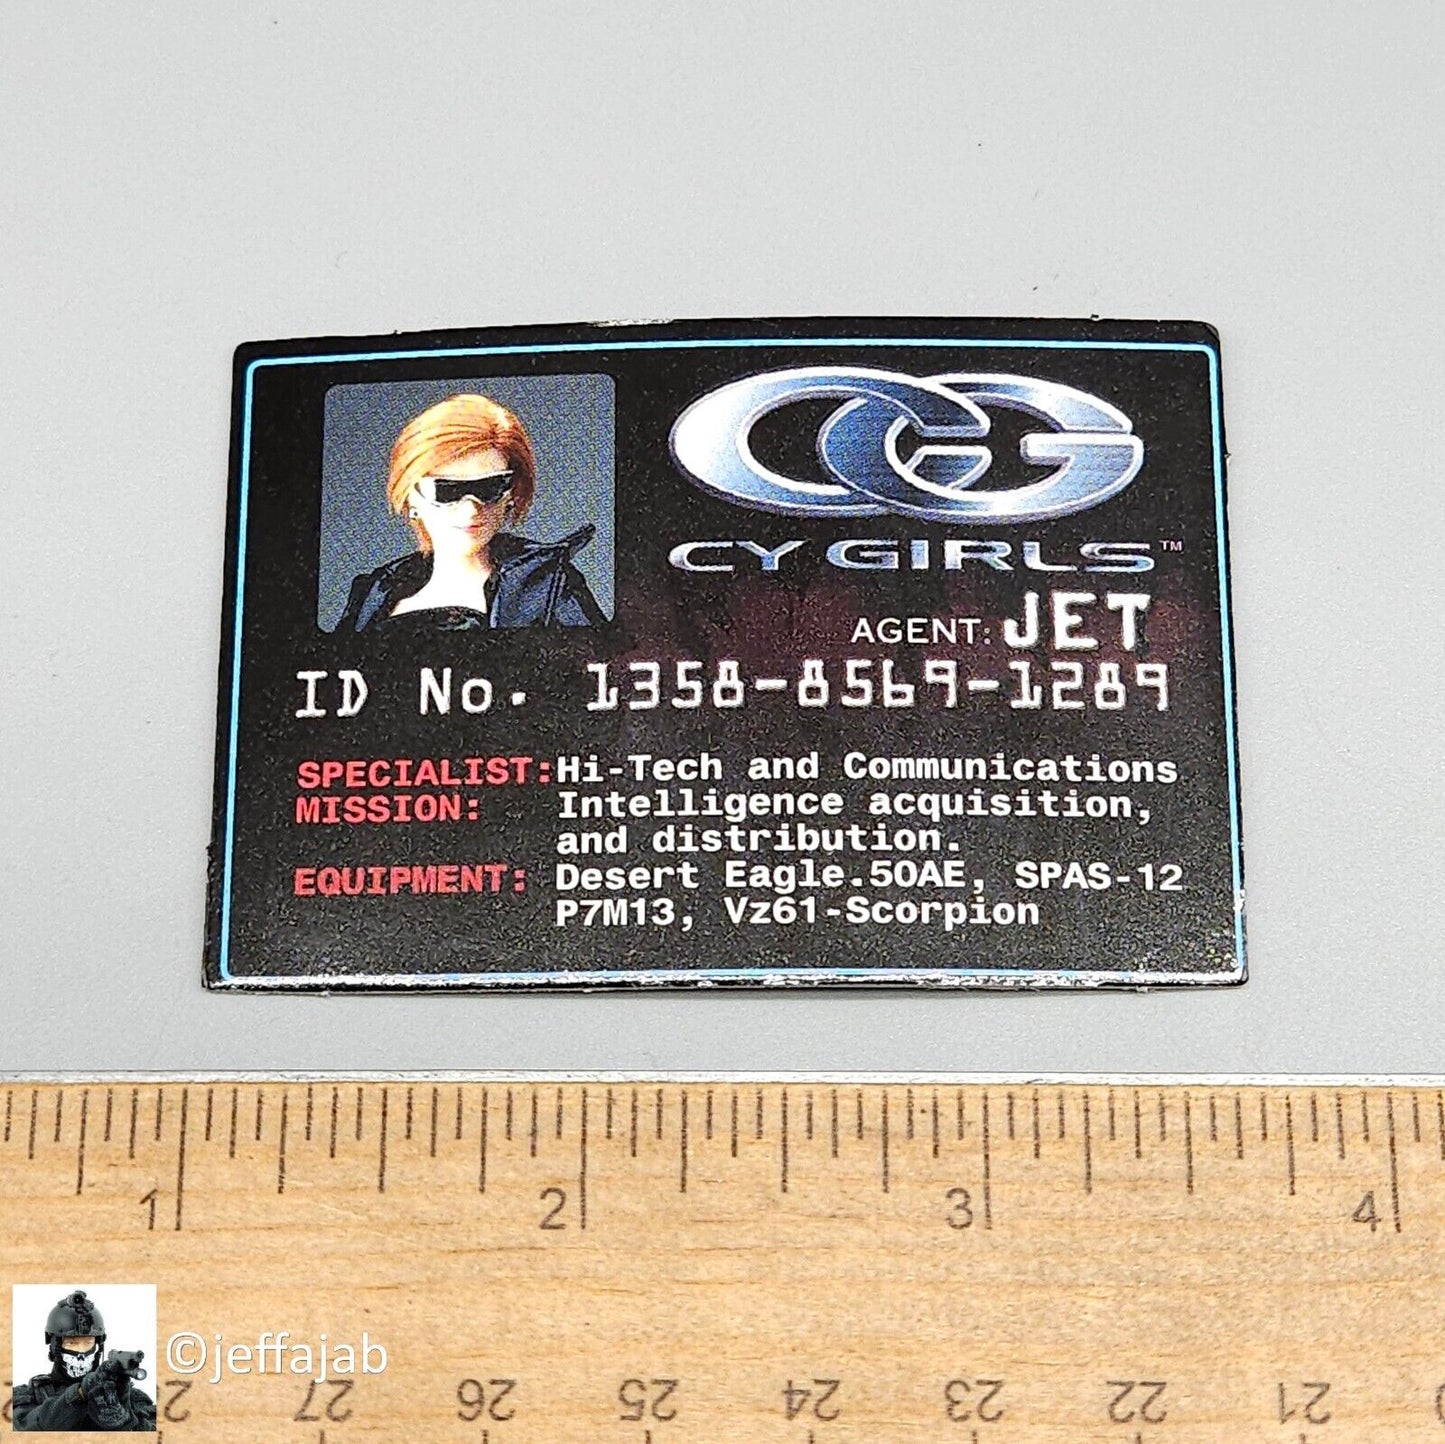 CG
CY GIRLS™
AGENT: JET
ID No. 1358-8569-1289
SPECIALIST: Hi-Tech and Communications
MISSION: Intelligence acquisition,
and distribution.
EQUIPMENT: Desert Eagle.50AE, SPAS-12
P7M13, Vz61-Scorpion
1 2 3 4
©jeffajab
27 26 25 24 23 22 21